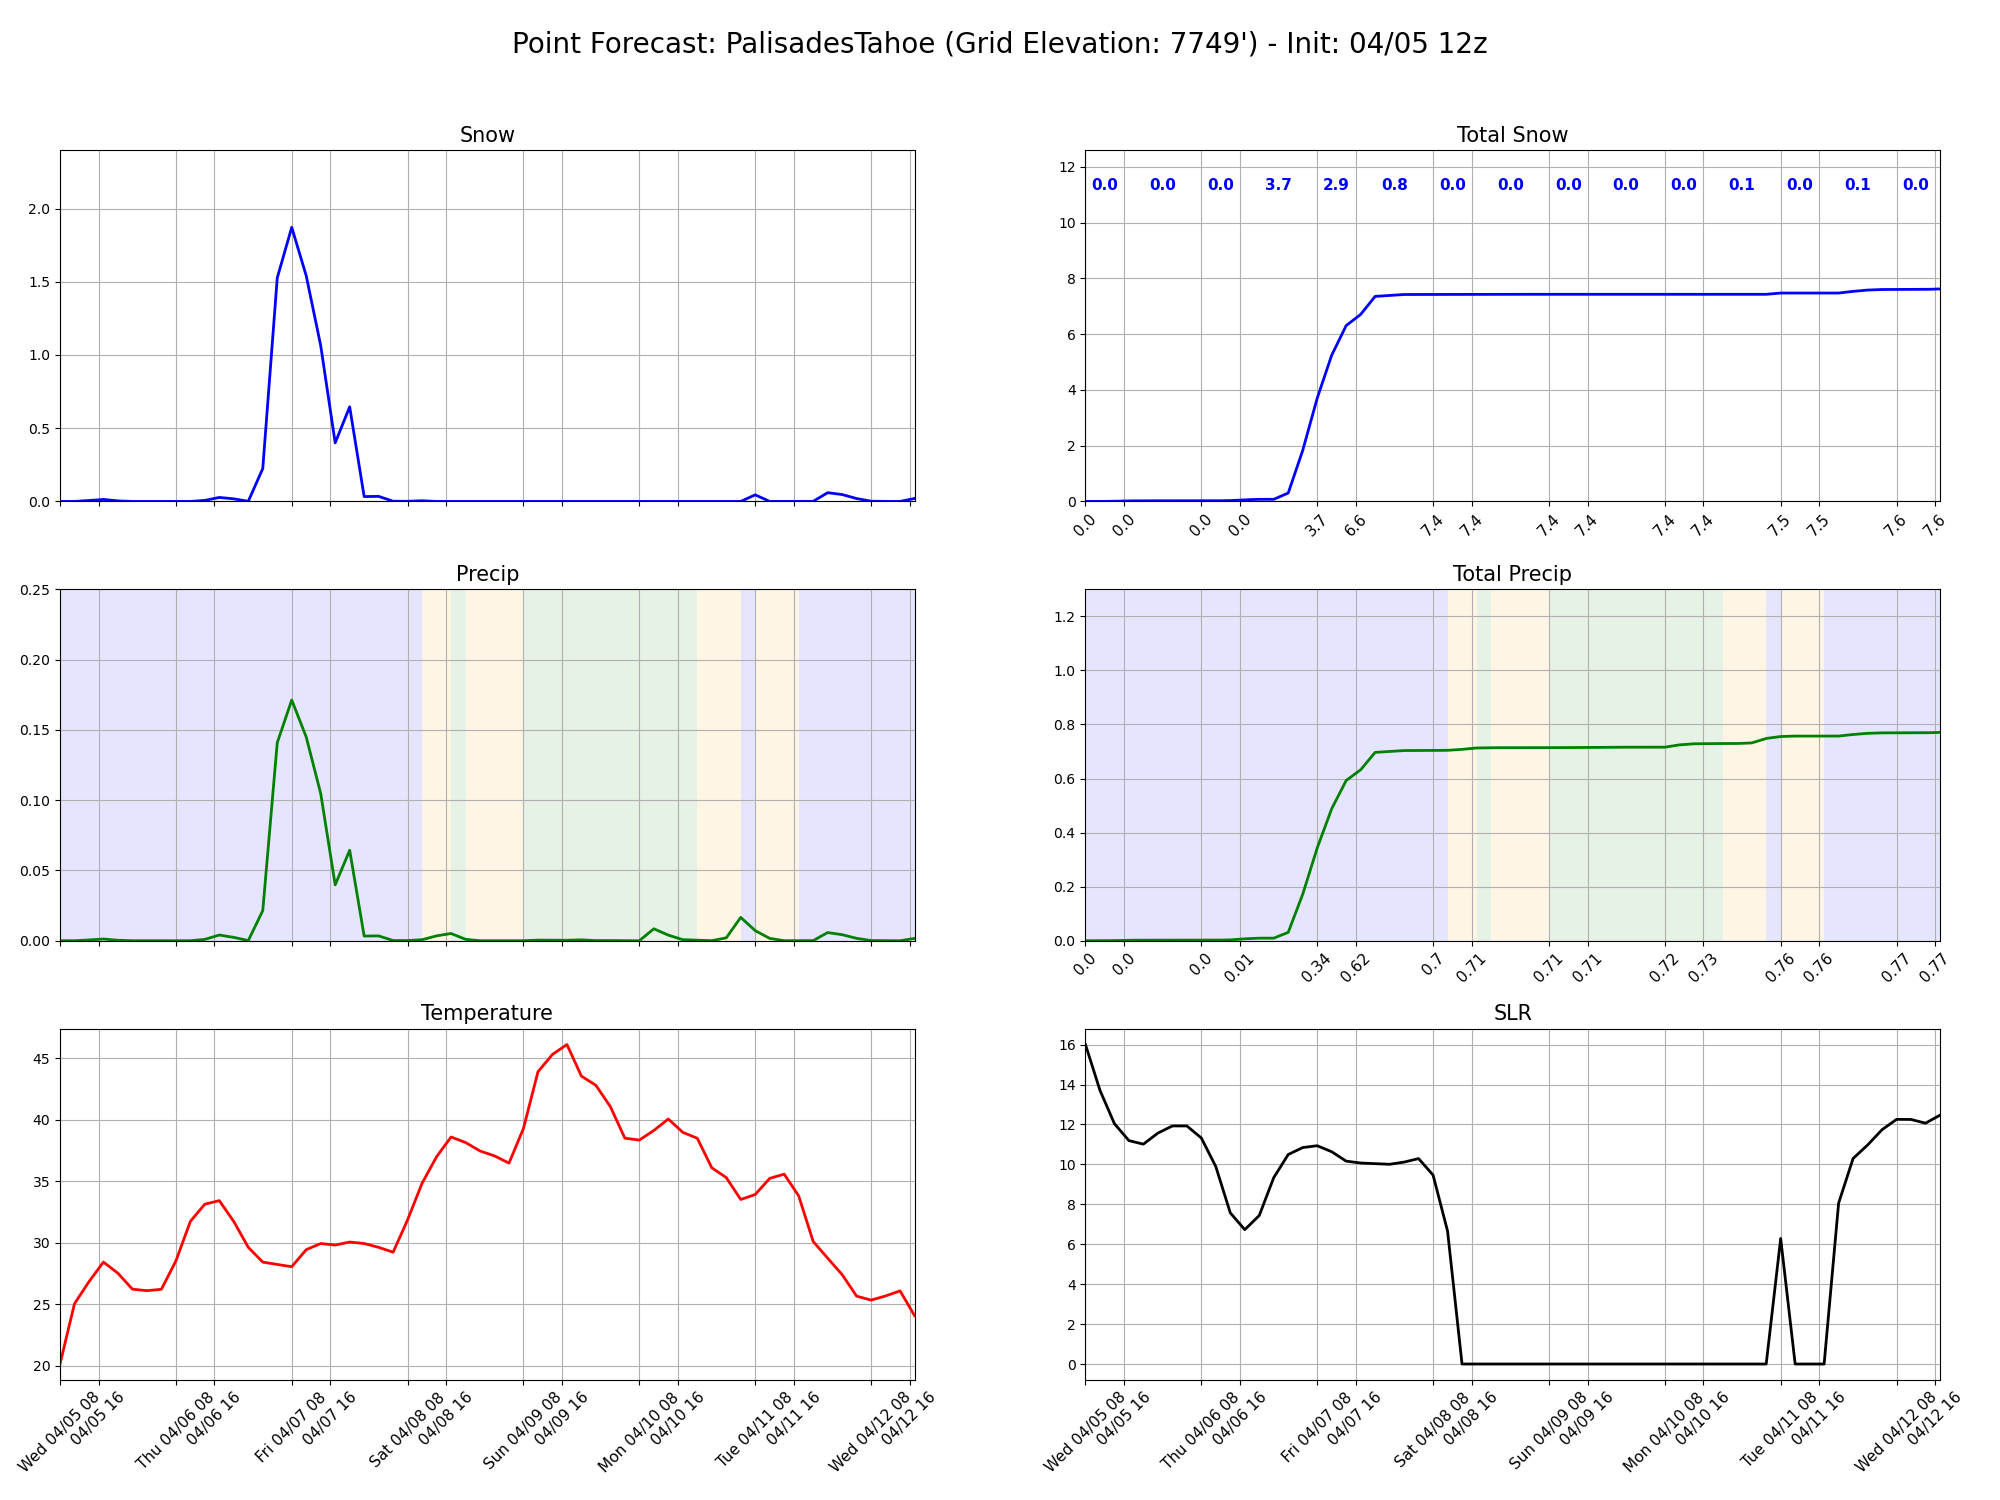 Point Forecast: PalisadesTahoe (Grid Elevation: 7749') - Init: 04/05 12z
Snow
2.0
1.5
1.0
0.5
0.0
Total Snow
12
10
8
6
4
2
0
0.0 0.0 0.0 3.7 2.9 0.8 0.0 0.0 0.0 0.0 0.0 0.1 0.0 0.1 0.0
0.0 0.0 0.0 0.0 3.7 6.6 7.4 7.4 7.4 7.4 7.4 7.4 7.5 7.5 7.6 7.6
Precip
0.25
0.20
0.15
0.10
0.05
0.00
Total Precip
1.2
1.0
0.8
0.6
0.4
0.2
0.0
0.0 0.0 0.0 0.01 0.34 0.62 0.7 0.71 0.71 0.71 0.72 0.73 0.76 0.76 0.77 0.77
Temperature
45
40
35
30
25
20
Wed 04/05 08
04/05 16
Thu 04/06 08
04/06 16
Fri 04/07 08
04/07 16
Sat 04/08 08
04/08 16
Sun 04/09 08
04/09 16
Mon 04/10 08
04/10 16
Tue 04/11 08
04/11 16
Wed 04/12 08
04/12 16
SLR
16
14
12
10
8
6
4
2
0
Wed 04/05 08
04/05 16
Thu 04/06 08
04/06 16
Fri 04/07 08
04/07 16
Sat 04/08 08
04/08 16
Sun 04/09 08
04/09 16
Mon 04/10 08
04/10 16
Tue 04/11 08
04/11 16
Wed 04/12 08
04/12 16